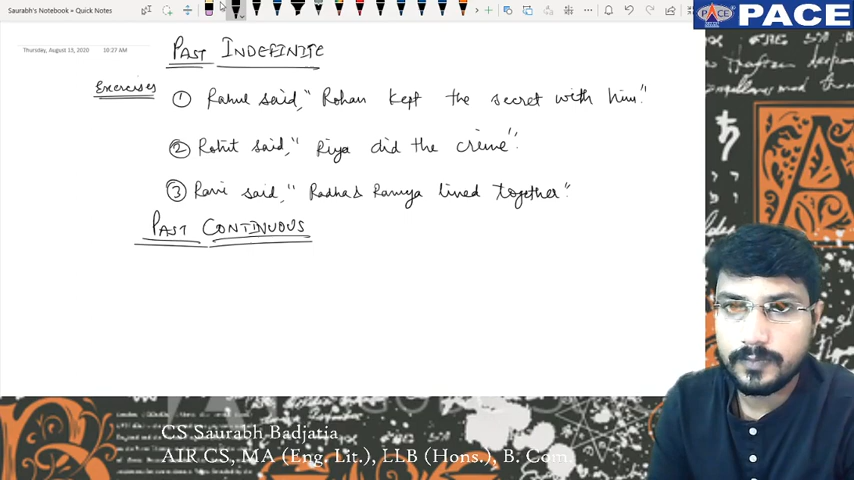 Saurabh's Notebook » Quick Notes
PACE
PACE
Thursday, August 13, 2020 10:27 AM
PAST INDEFINITE
Exercises
① Rahul said, "Rohan kept the secret with him."
② Rohit said, "Riya did the crime".
③ Ravi said, "Radha & Ramya lived together".
PAST CONTINUOUS
CS Saurabh Badjatia
AIR CS, MA (Eng. Lit.), LLB (Hons.), B. Com.